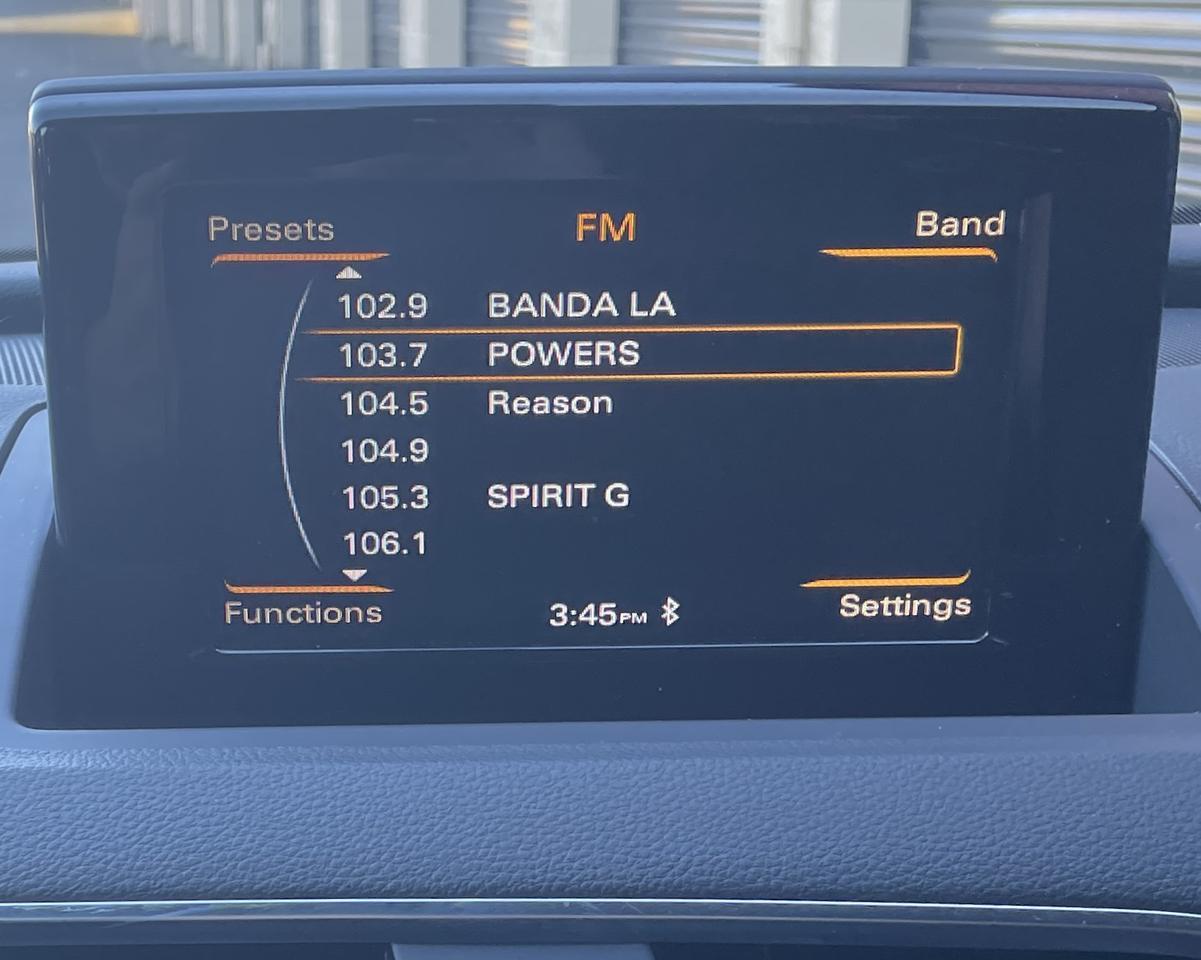 Presets FM Band
102.9 BANDA LA
103.7 POWERS
104.5 Reason
104.9
105.3 SPIRIT G
106.1
Functions 3:45PM Settings